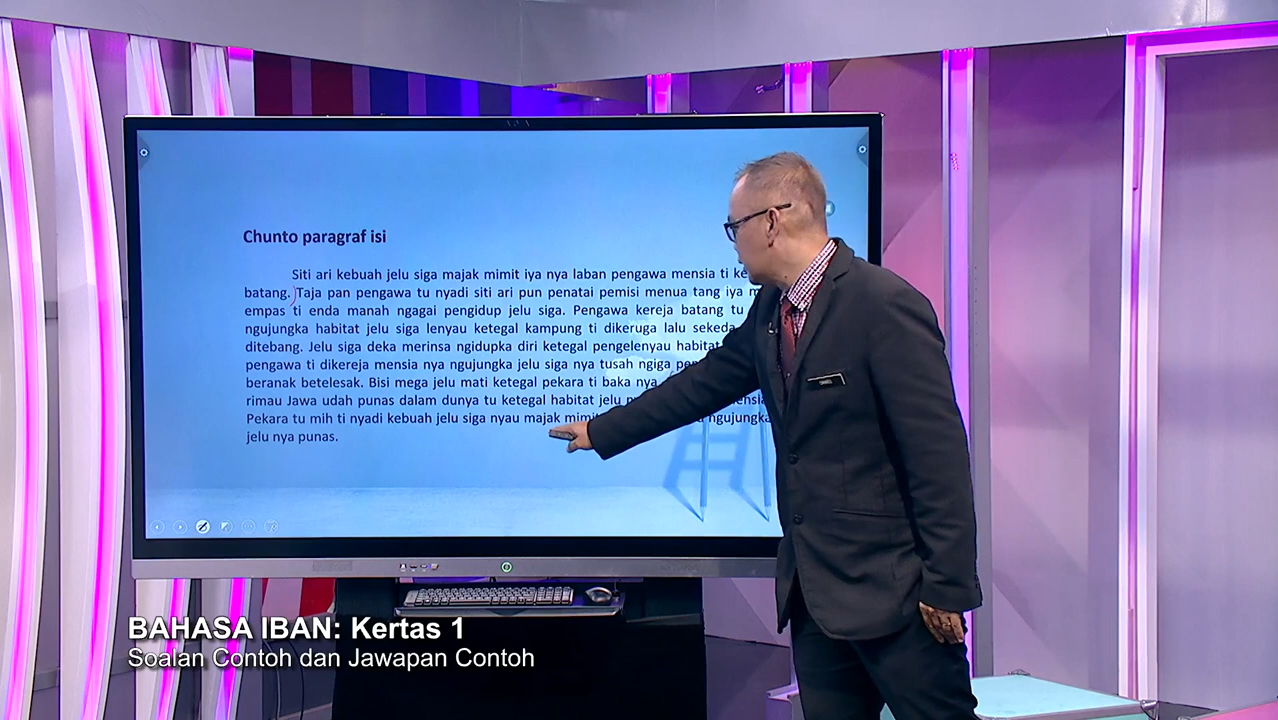 Chunto paragraf isi
Siti ari kebuah jelu siga majak mimit iya nya laban pengawa mensia ti
batang. Taja pan pengawa tu nyadi siti ari pun penatai pemisi menua tang iya
empas ti enda manah ngagai pengidup jelu siga. Pengawa kereja batang tu
ngujungka habitat jelu siga lenyau ketegal kampung ti dikeruga lalu sekeda
ditebang. Jelu siga deka merinsa ngidupka diri ketegal pengelenyau habitat
pengawa ti dikereja mensia nya ngujungka jelu siga nya tusah ngiga
beranak betelesak. Bisi mega jelu mati ketegal pekara ti baka nya
rimau Jawa udah punas dalam dunya tu ketegal habitat jelu
Pekara tu mih ti nyadi kebuah jelu siga nyau majak mimit ngujungka
jelu nya punas.
BAHASA IBAN: Kertas 1
Soalan Contoh dan Jawapan Contoh